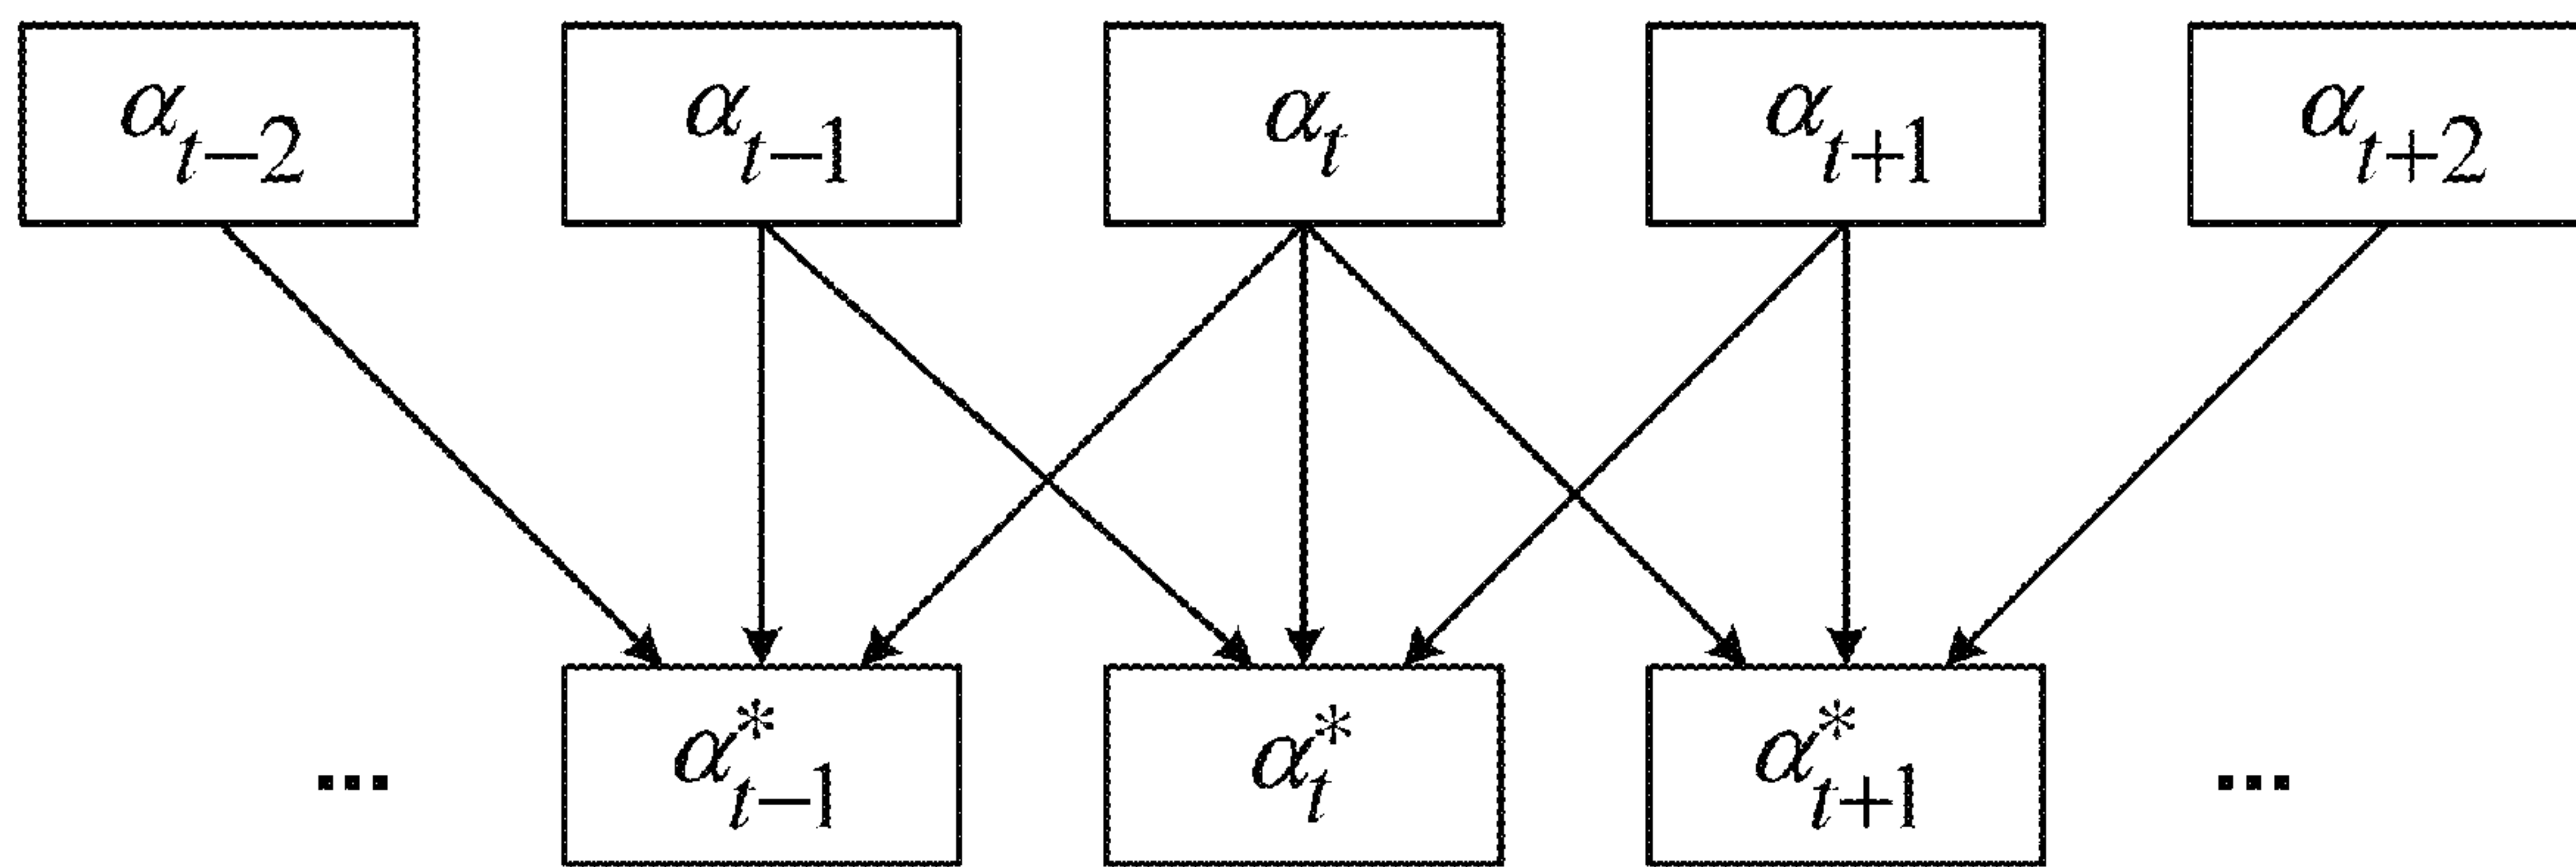 α_{t−2} α_{t−1} α_t α_{t+1} α_{t+2}
... α*_{t−1} α*_t α*_{t+1} ...